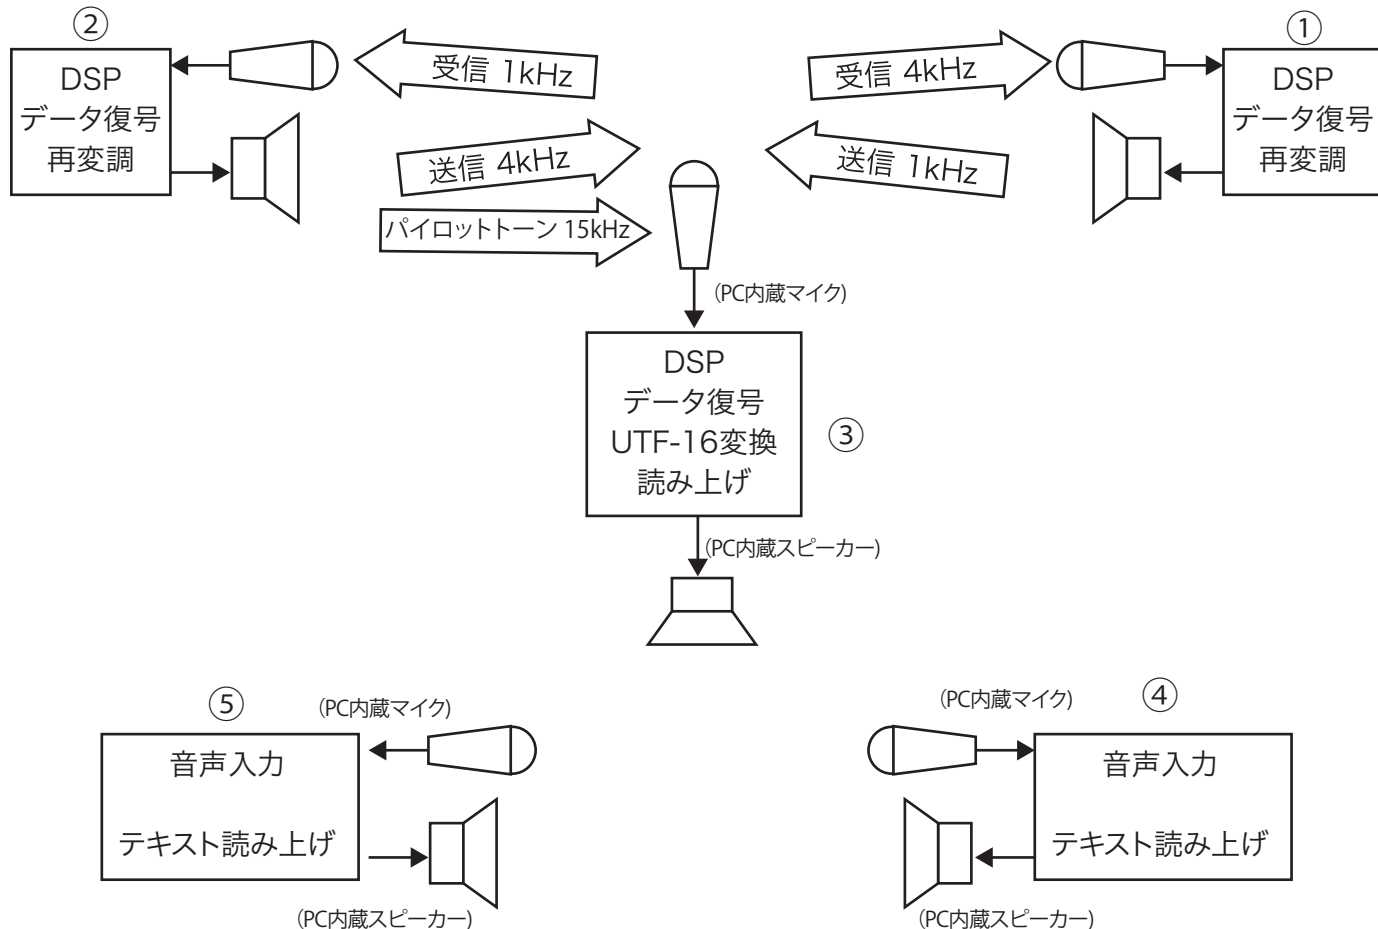 ②
DSP
データ復号
再変調
受信 1kHz
送信 4kHz
パイロットトーン 15kHz
受信 4kHz
送信 1kHz
①
DSP
データ復号
再変調
(PC内蔵マイク)
DSP
データ復号
UTF-16変換
読み上げ
③
(PC内蔵スピーカー)
⑤
(PC内蔵マイク)
音声入力
テキスト読み上げ
(PC内蔵スピーカー)
④
(PC内蔵マイク)
音声入力
テキスト読み上げ
(PC内蔵スピーカー)